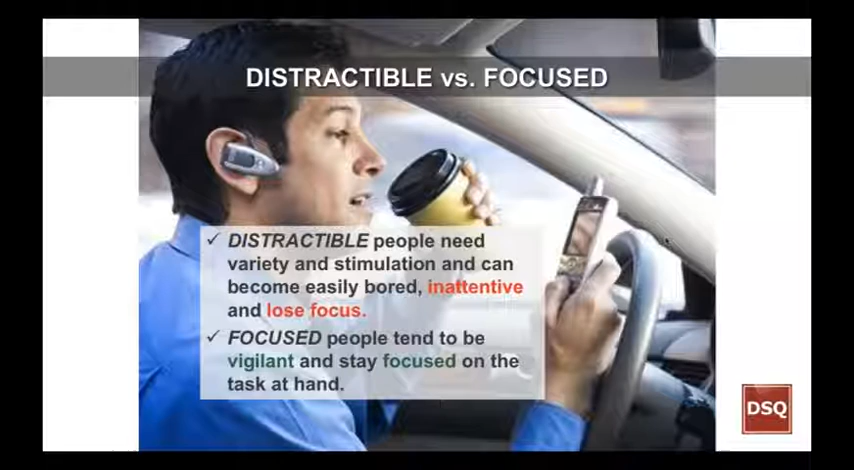 DISTRACTIBLE vs. FOCUSED
✓ DISTRACTIBLE people need
variety and stimulation and can
become easily bored, inattentive
and lose focus.
✓ FOCUSED people tend to be
vigilant and stay focused on the
task at hand.
DSQ